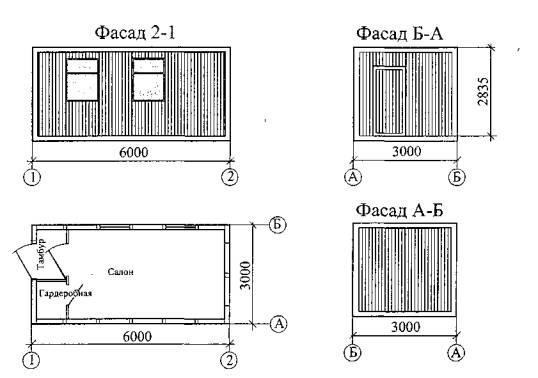 Фасад 2-1
6000
1
2
Фасад Б-А
2835
3000
А
Б
Тамбур
Салон
Гардеробная
3000
Б
А
6000
1
2
Фасад А-Б
3000
Б
А